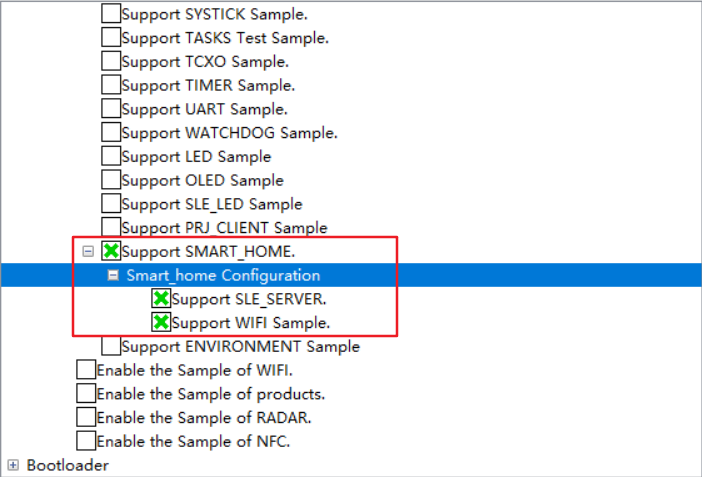 Support SYSTICK Sample.
Support TASKS Test Sample.
Support TCXO Sample.
Support TIMER Sample.
Support UART Sample.
Support WATCHDOG Sample.
Support LED Sample
Support OLED Sample
Support SLE_LED Sample
Support PRJ_CLIENT Sample
Support SMART_HOME.
Smart_home Configuration
Support SLE_SERVER.
Support WIFI Sample.
Support ENVIRONMENT Sample
Enable the Sample of WIFI.
Enable the Sample of products.
Enable the Sample of RADAR.
Enable the Sample of NFC.
Bootloader